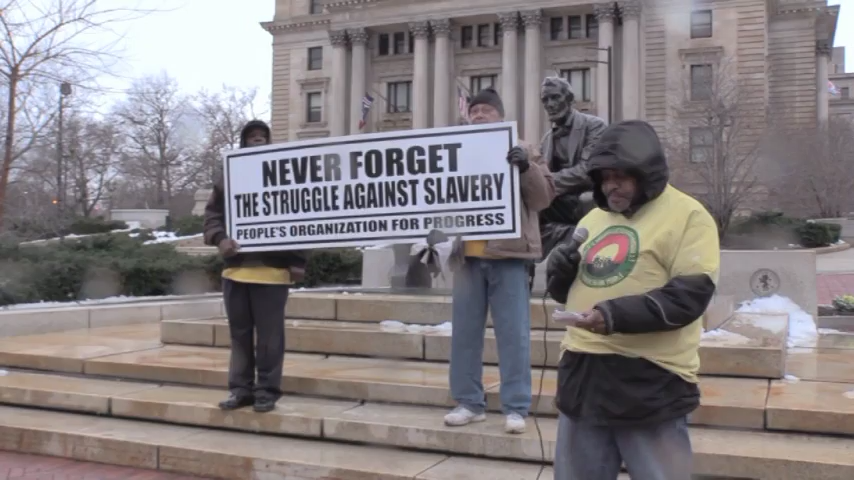 NEVER FORGET
THE STRUGGLE AGAINST SLAVERY
PEOPLE'S ORGANIZATION FOR PROGRESS